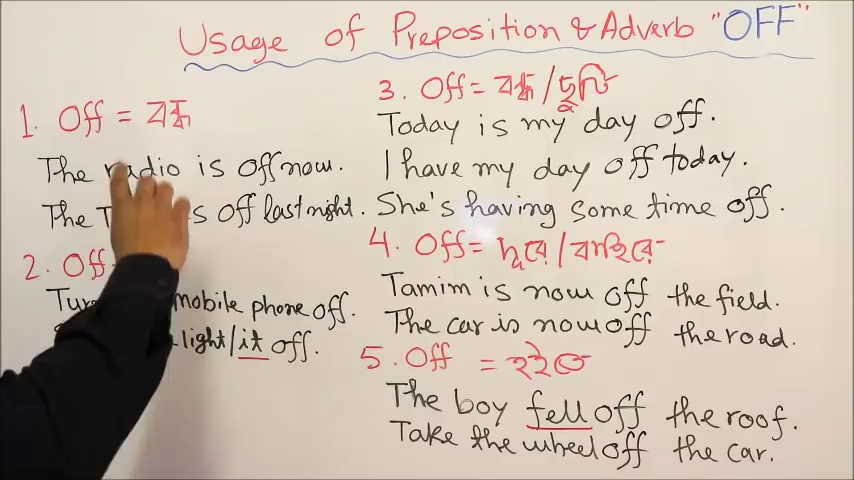 Usage of Preposition & Adverb "OFF"
1. Off = বন্ধ
The radio is off now.
The s off last night.
2. Off
mobile phone off.
light/it off.
3. Off = বন্ধ/ছুটি
Today is my day off.
I have my day off today.
She's having some time off.
4. Off = দূরে/বাহিরে
Tamim is now off the field.
The car is now off the road.
5. Off = হইতে
The boy fell off the roof.
Take the wheel off the car.